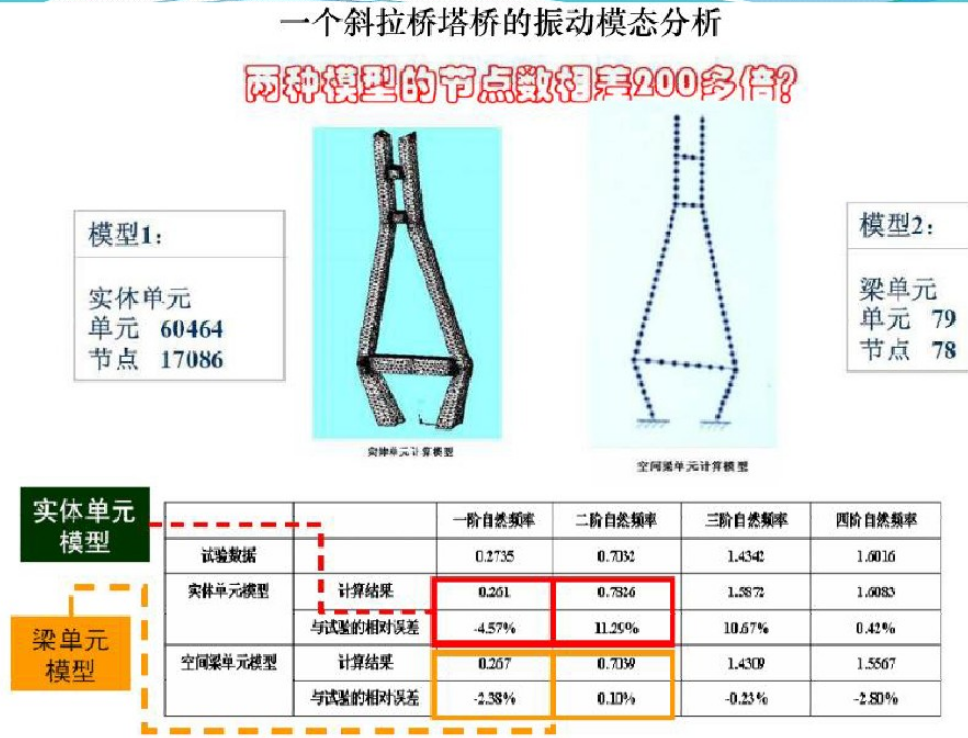 一个斜拉桥塔桥的振动模态分析
两种模型的节点数相差200多倍?
模型1:
实体单元
单元 60464
节点 17086
模型2:
梁单元
单元 79
节点 78
实体单元计算模型
空间梁单元计算模型
实体单元
模型
梁单元
模型
一阶自然频率 二阶自然频率 三阶自然频率 四阶自然频率
试验数据 0.2735 0.7032 1.4342 1.6016
实体单元模型 计算结果 0.261 0.7826 1.5872 1.6083
与试验的相对误差 -4.57% 11.29% 10.67% 0.42%
空间梁单元模型 计算结果 0.267 0.7039 1.4309 1.5567
与试验的相对误差 -2.38% 0.10% -0.23% -2.80%